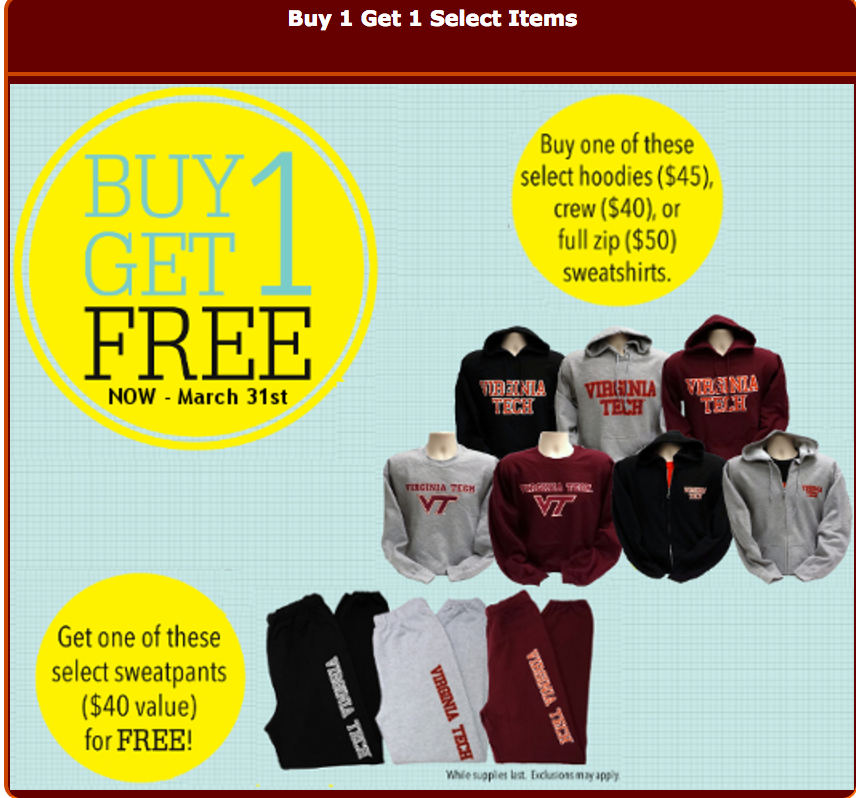 Buy 1 Get 1 Select Items
BUY 1
GET
FREE
NOW - March 31st
Buy one of these
select hoodies ($45),
crew ($40), or
full zip ($50)
sweatshirts.
VIRGINIA
TECH
VIRGINIA
TECH
VIRGINIA
TECH
VIRGINIA TECH
VT
VIRGINIA TECH
VT
VIRGINIA
TECH
VIRGINIA
TECH
Get one of these
select sweatpants
($40 value)
for FREE!
VIRGINIA TECH
VIRGINIA TECH
VIRGINIA TECH
While supplies last. Exclusions may apply.